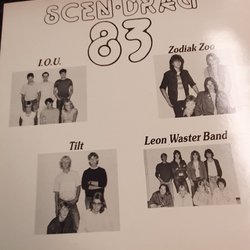 SCEN·DRAG
83
I.O.U.
Zodiak Zoo
Tilt
Leon Waster Band